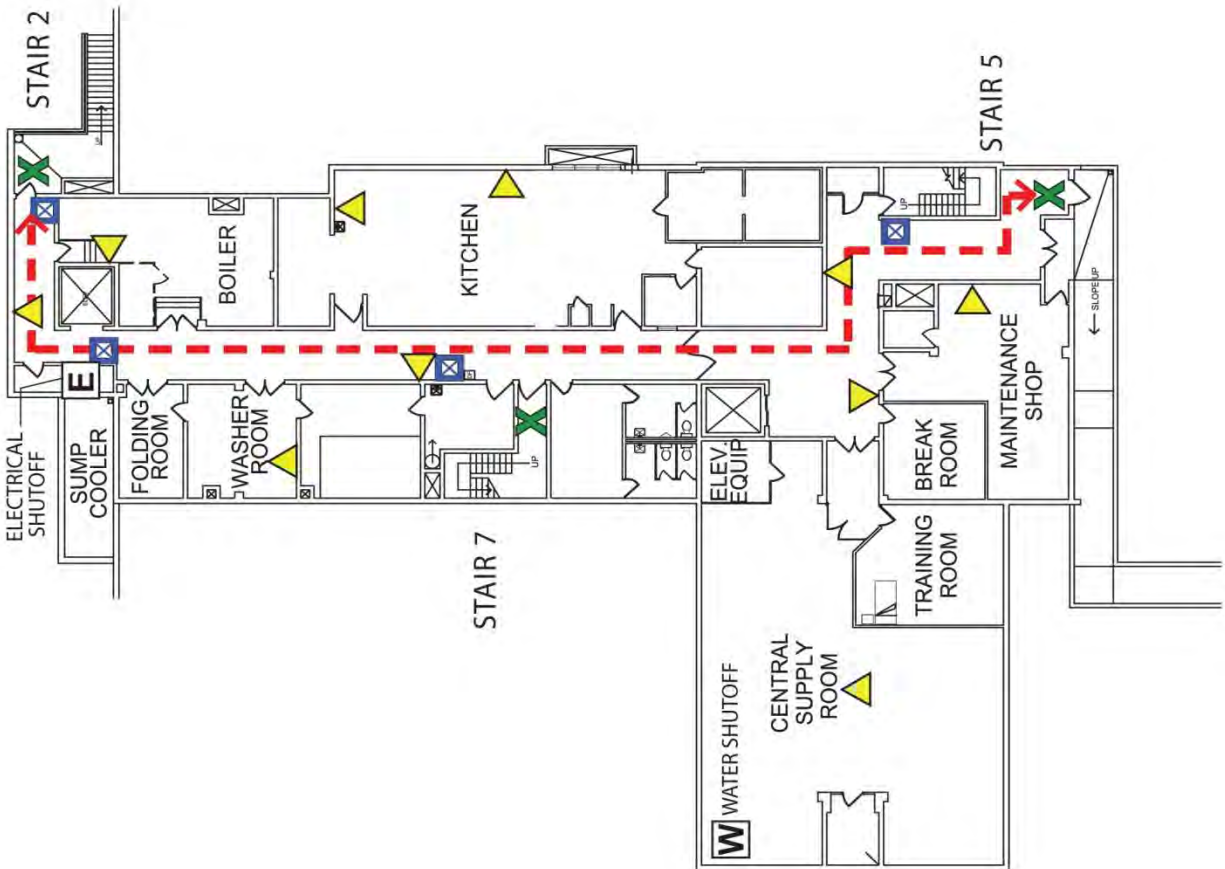 STAIR 2
UP
ELECTRICAL
SHUTOFF
E
SUMP
COOLER
FOLDING
ROOM
WASHER
ROOM
BOILER
KITCHEN
STAIR 7
UP
STAIR 5
UP
ELEV.
EQUIP
BREAK
ROOM
MAINTENANCE
SHOP
SLOPE UP
TRAINING
ROOM
CENTRAL
SUPPLY
ROOM
W
WATER SHUTOFF